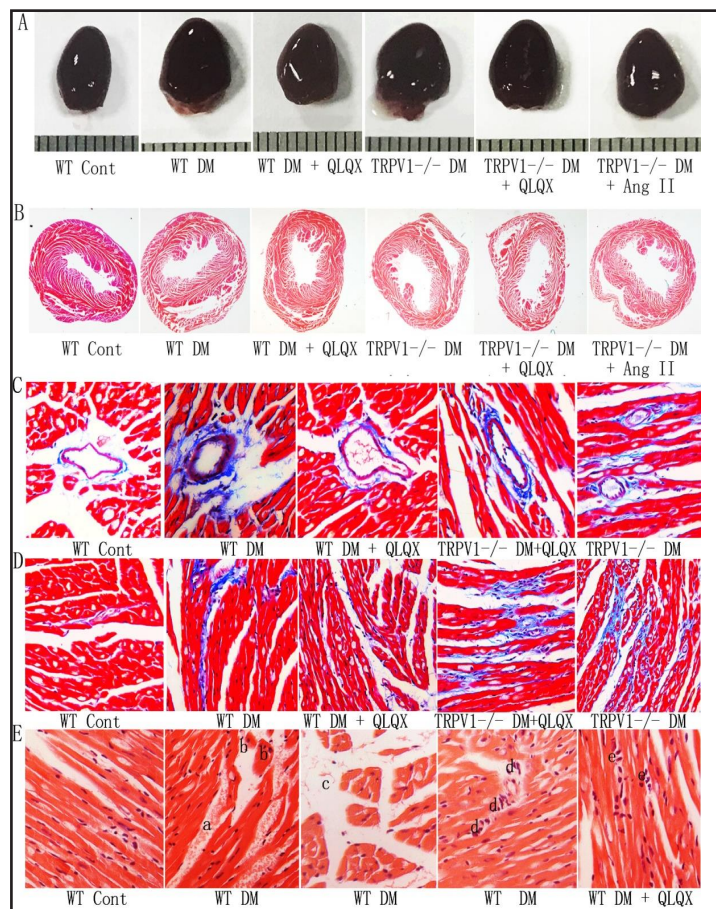 A
WT Cont WT DM WT DM + QLQX TRPV1-/- DM TRPV1-/- DM TRPV1-/- DM
+ QLQX + Ang II
B
WT Cont WT DM WT DM + QLQX TRPV1-/- DM TRPV1-/- DM TRPV1-/- DM
+ QLQX + Ang II
C
WT Cont WT DM WT DM + QLQX TRPV1-/- DM+QLQX TRPV1-/- DM
D
WT Cont WT DM WT DM + QLQX TRPV1-/- DM+QLQX TRPV1-/- DM
E
b b d e
c e
a d
d
WT Cont WT DM WT DM WT DM WT DM + QLQX